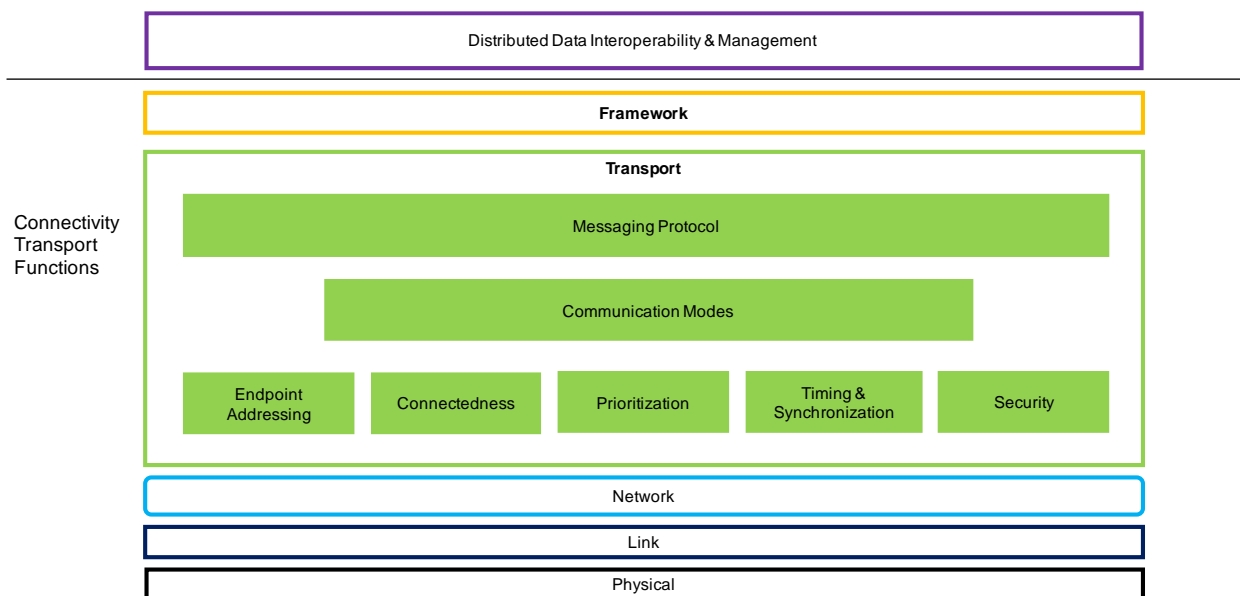 Distributed Data Interoperability & Management
Framework
Transport
Connectivity
Transport
Functions
Messaging Protocol
Communication Modes
Endpoint
Addressing
Connectedness
Prioritization
Timing &
Synchronization
Security
Network
Link
Physical